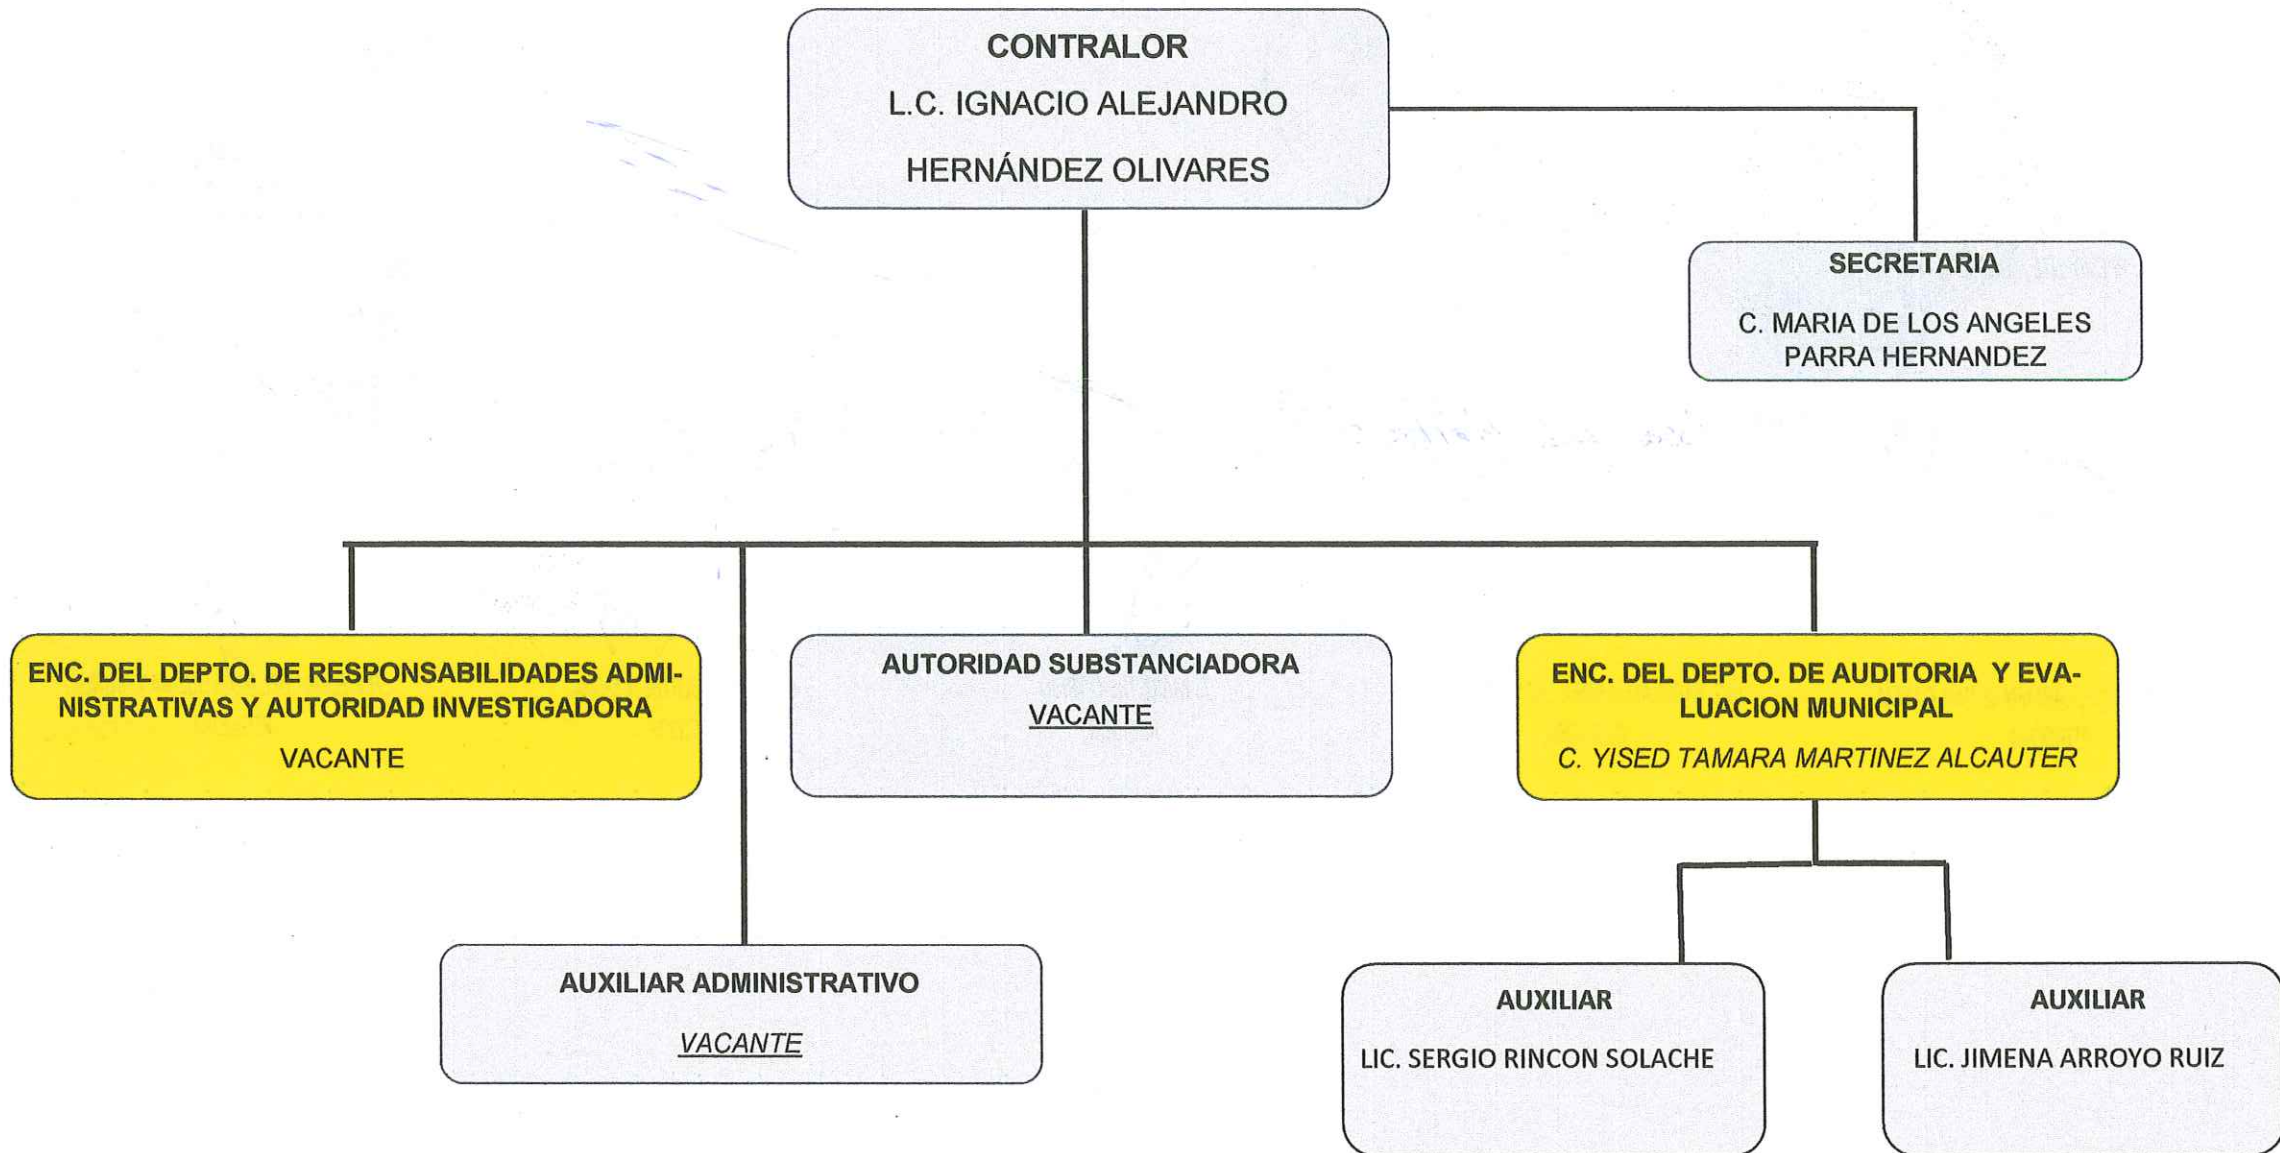 CONTRALOR
L.C. IGNACIO ALEJANDRO
HERNÁNDEZ OLIVARES
SECRETARIA
C. MARIA DE LOS ANGELES
PARRA HERNANDEZ
ENC. DEL DEPTO. DE RESPONSABILIDADES ADMI-
NISTRATIVAS Y AUTORIDAD INVESTIGADORA
VACANTE
AUTORIDAD SUBSTANCIADORA
VACANTE
ENC. DEL DEPTO. DE AUDITORIA Y EVA-
LUACION MUNICIPAL
C. YISED TAMARA MARTINEZ ALCAUTER
AUXILIAR ADMINISTRATIVO
VACANTE
AUXILIAR
LIC. SERGIO RINCON SOLACHE
AUXILIAR
LIC. JIMENA ARROYO RUIZ